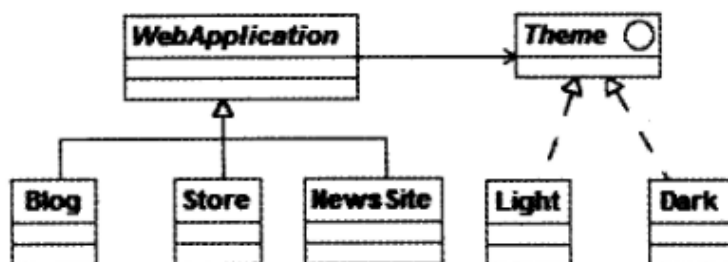 WebApplication
Theme
Blog
Store
NewsSite
Light
Dark